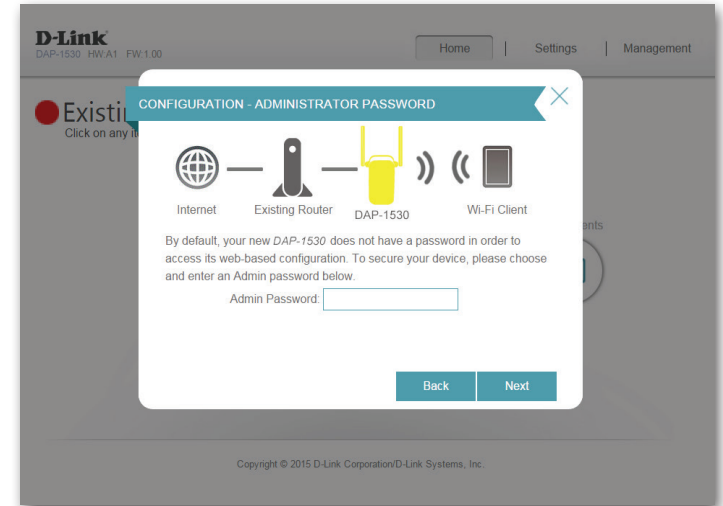 D-Link
DAP-1530 HW:A1 FW:1.00
Home | Settings | Management
Existi
Click on any it
CONFIGURATION - ADMINISTRATOR PASSWORD
Internet
Existing Router
DAP-1530
Wi-Fi Client
By default, your new DAP-1530 does not have a password in order to
access its web-based configuration. To secure your device, please choose
and enter an Admin password below.
Admin Password:
ents
Back
Next
Copyright © 2015 D-Link Corporation/D-Link Systems, Inc.